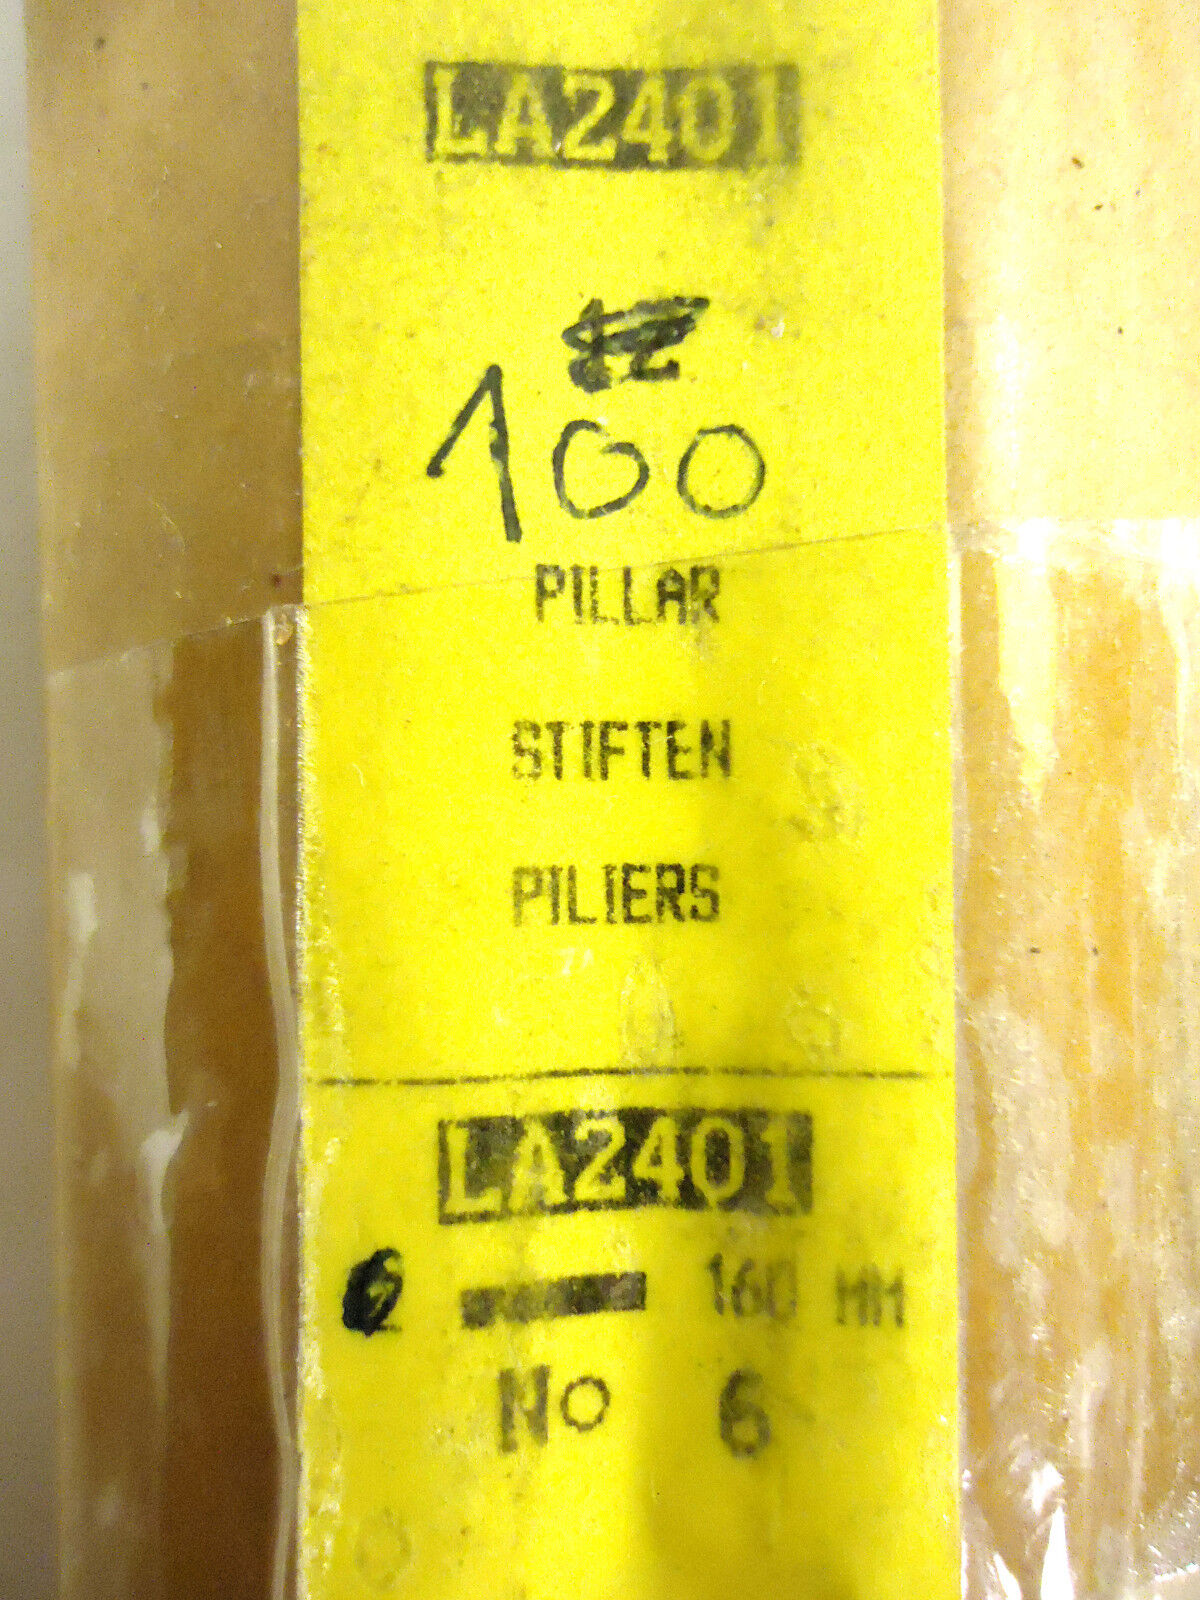 LA2401
100
PILLAR
STIFTEN
PILIERS
LA2401
160 MM
No 6